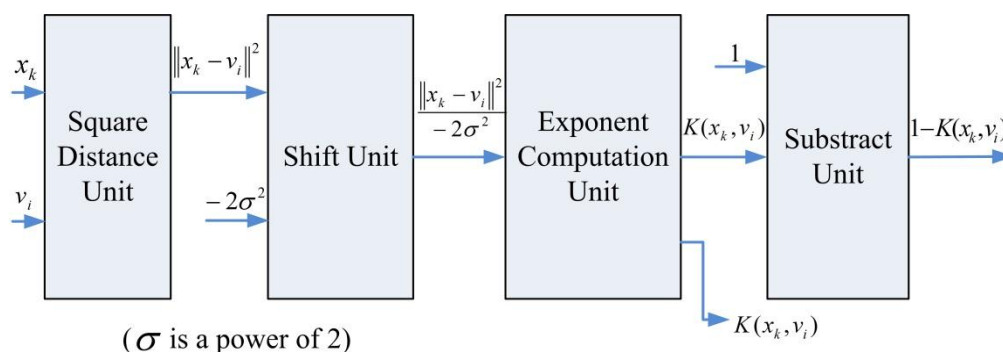 x_k
v_i
Square
Distance
Unit
‖x_k − v_i‖²
−2σ²
Shift Unit
‖x_k − v_i‖²
−2σ²
Exponent
Computation
Unit
K(x_k, v_i)
K(x_k, v_i)
1
Substract
Unit
1−K(x_k, v_i)
(σ is a power of 2)